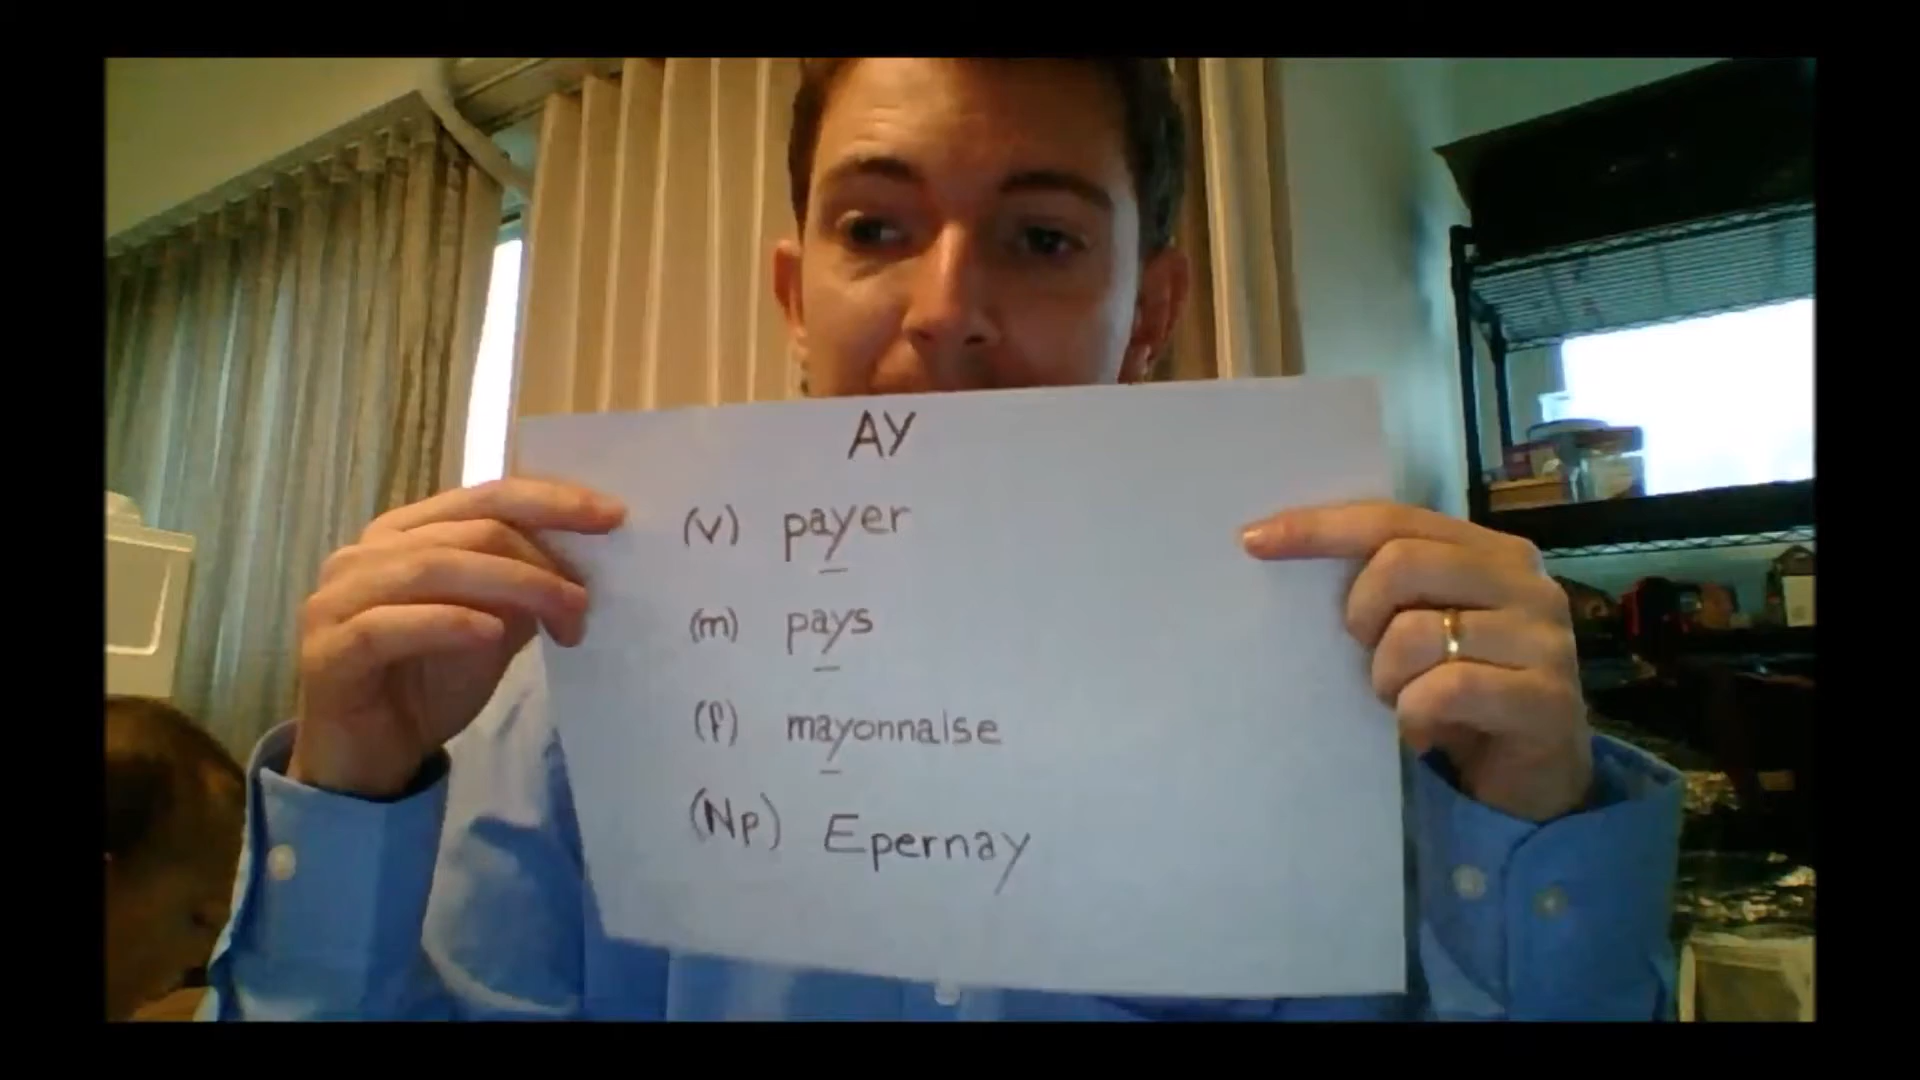 AY
(v) payer
(m) pays
(f) mayonnaise
(Np) Epernay